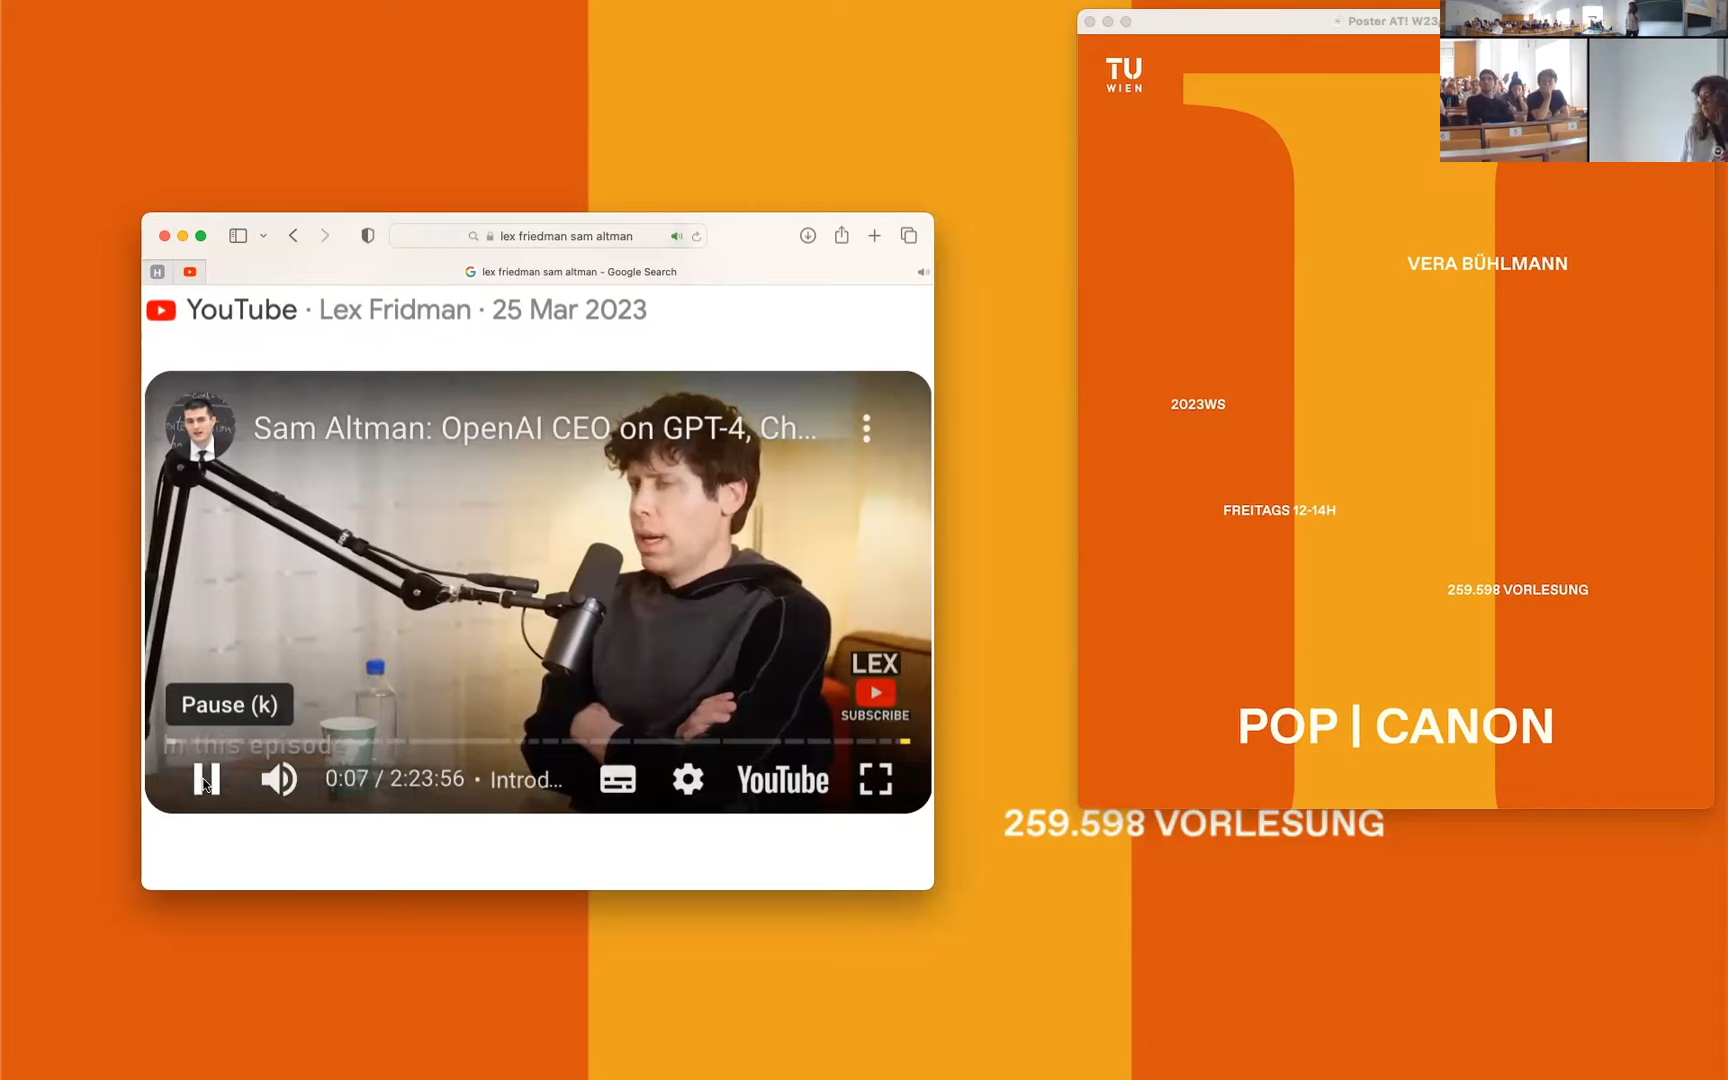 Poster AT! W23
TU
WIEN
VERA BÜHLMANN
2023WS
FREITAGS 12-14H
259.598 VORLESUNG
POP | CANON
259.598 VORLESUNG
lex friedman sam altman
H
lex friedman sam altman - Google Search
YouTube · Lex Fridman · 25 Mar 2023
Sam Altman: OpenAI CEO on GPT-4, Ch...
LEX
SUBSCRIBE
Pause (k)
In this episode
0:07 / 2:23:56 • Introd...
YouTube